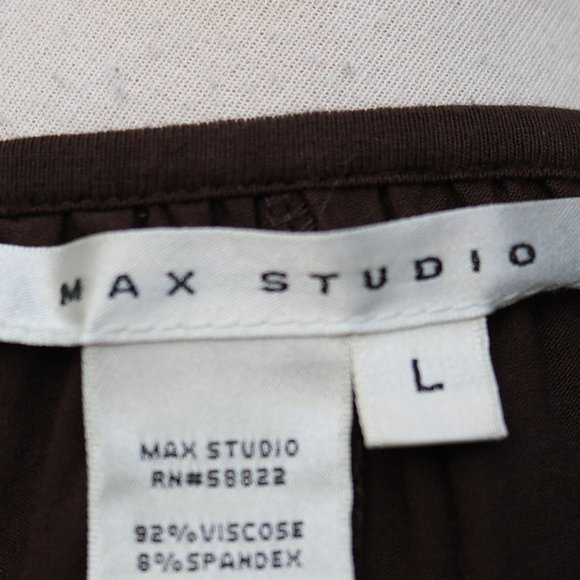 MAX STUDIO
L
MAX STUDIO
RN#58822
92%VISCOSE
8%SPANDEX